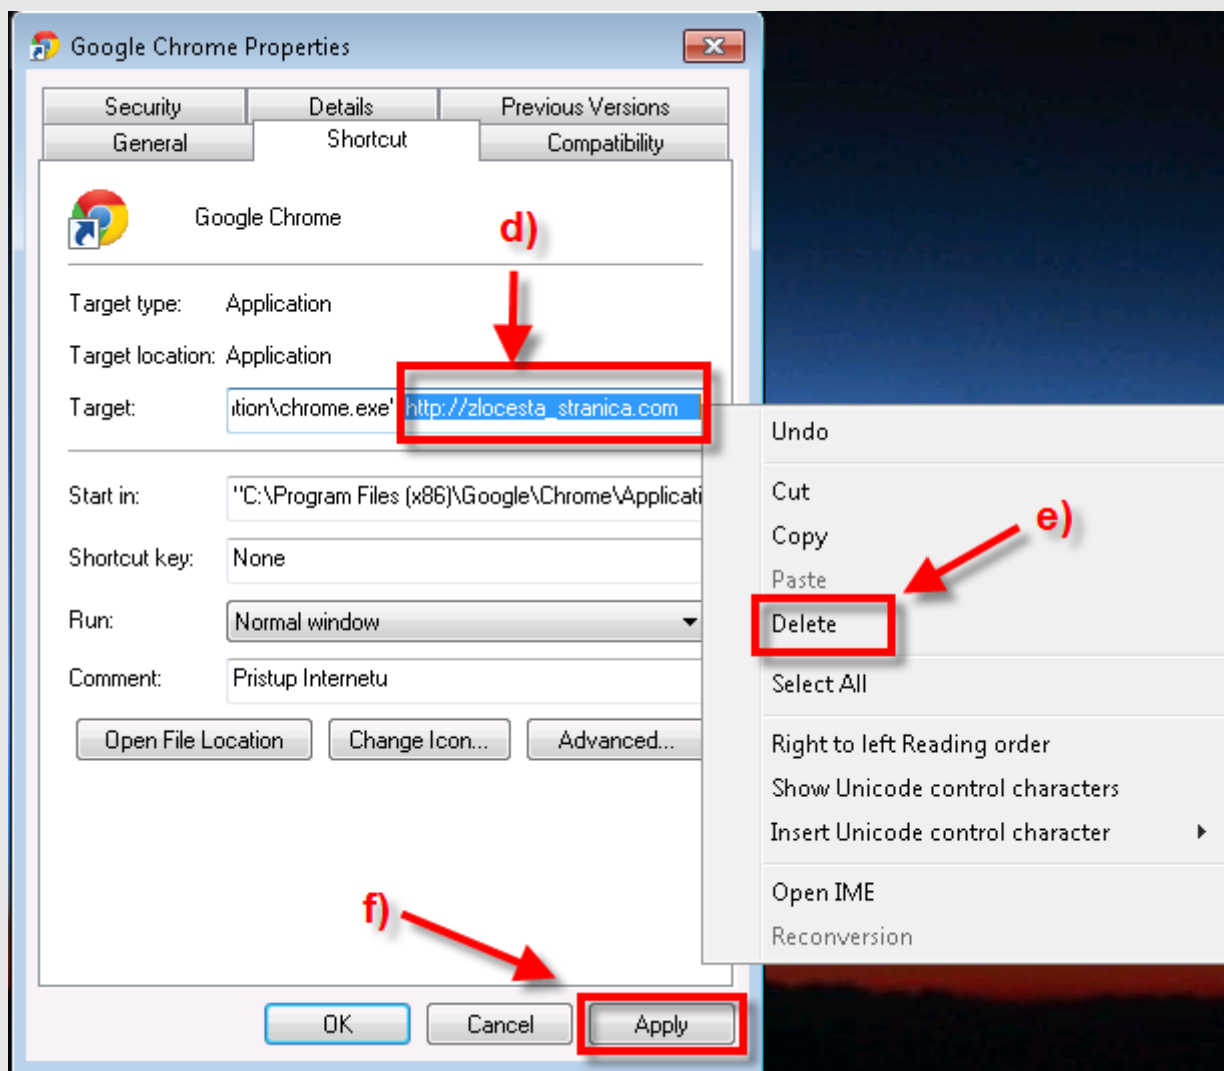 Google Chrome Properties
Security Details Previous Versions
General Shortcut Compatibility
Google Chrome
d)
Target type: Application
Target location: Application
Target: ition\chrome.exe" http://zlocesta_stranica.com
Start in: "C:\Program Files (x86)\Google\Chrome\Applicati
Shortcut key: None
Run: Normal window
Comment: Pristup Internetu
Open File Location Change Icon... Advanced...
Undo
Cut
Copy
e)
Paste
Delete
Select All
Right to left Reading order
Show Unicode control characters
Insert Unicode control character
Open IME
Reconversion
f)
OK Cancel Apply